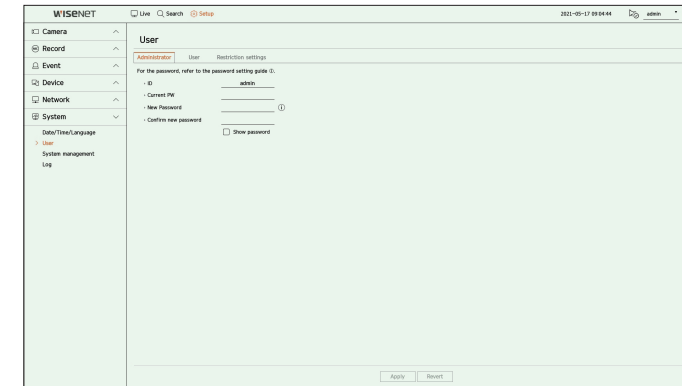 WISENET
Live Search Setup 2021-05-17 09:04:44 admin
Camera
Record
Event
Device
Network
System
Date/Time/Language
> User
System management
Log
User
Administrator User Restriction settings
For the password, refer to the password setting guide ⓘ.
• ID admin
• Current PW
• New Password ⓘ
• Confirm new password
Show password
Apply Revert